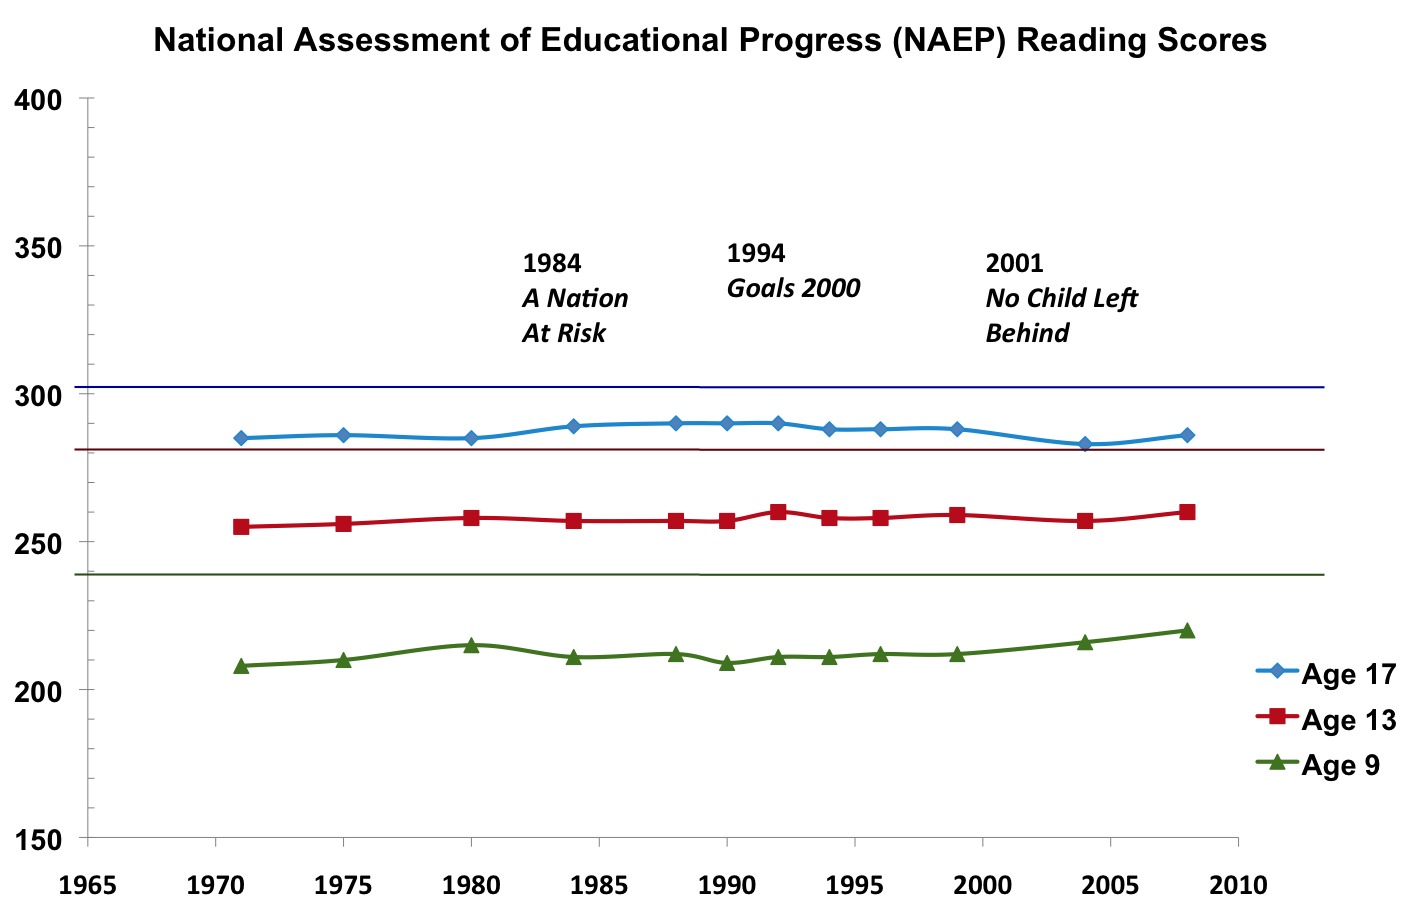 National Assessment of Educational Progress (NAEP) Reading Scores
400
350
1984
A Nation
At Risk
1994
Goals 2000
2001
No Child Left
Behind
300
250
200
150
1965 1970 1975 1980 1985 1990 1995 2000 2005 2010
Age 17
Age 13
Age 9